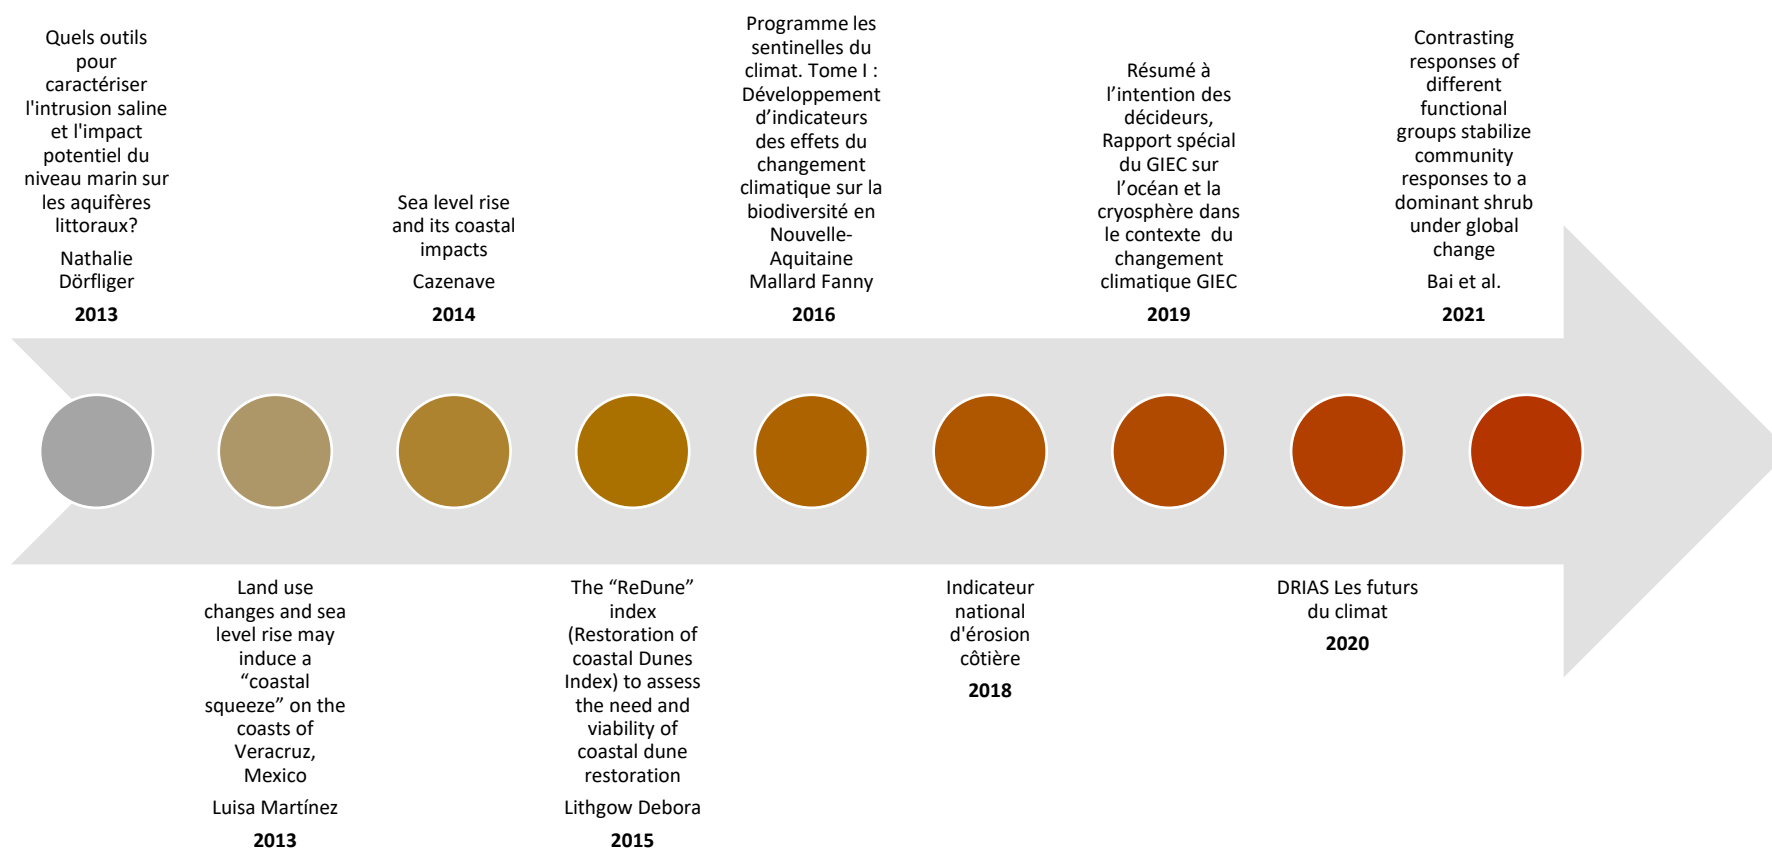 Quels outils
pour
caractériser
l'intrusion saline
et l'impact
potentiel du
niveau marin sur
les aquifères
littoraux?
Nathalie
Dörfliger
2013
Land use
changes and sea
level rise may
induce a
“coastal
squeeze” on the
coasts of
Veracruz,
Mexico
Luisa Martínez
2013
Sea level rise
and its coastal
impacts
Cazenave
2014
The “ReDune”
index
(Restoration of
coastal Dunes
Index) to assess
the need and
viability of
coastal dune
restoration
Lithgow Debora
2015
Programme les
sentinelles du
climat. Tome I :
Développement
d’indicateurs
des effets du
changement
climatique sur la
biodiversité en
Nouvelle-
Aquitaine
Mallard Fanny
2016
Indicateur
national
d'érosion
côtière
2018
Résumé à
l’intention des
décideurs,
Rapport spécial
du GIEC sur
l’océan et la
cryosphère dans
le contexte du
changement
climatique GIEC
2019
DRIAS Les futurs
du climat
2020
Contrasting
responses of
different
functional
groups stabilize
community
responses to a
dominant shrub
under global
change
Bai et al.
2021